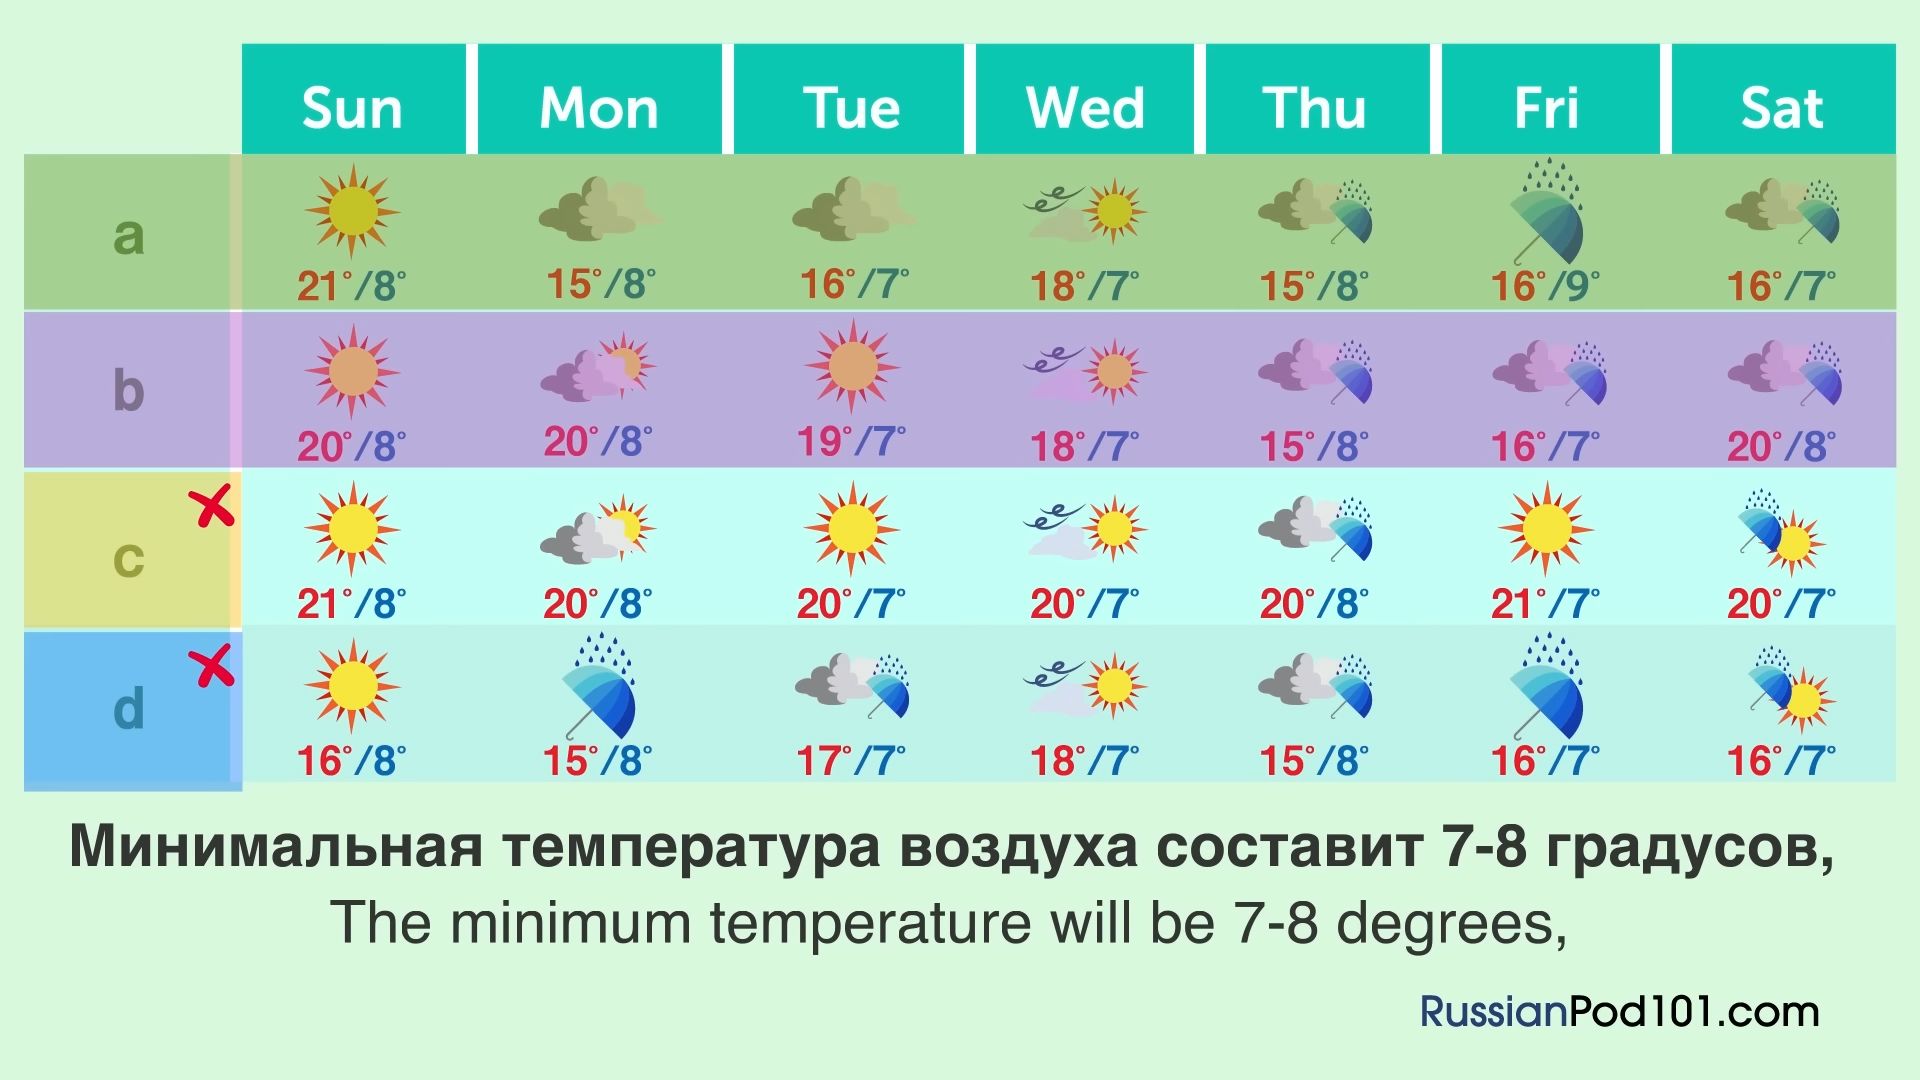 Sun Mon Tue Wed Thu Fri Sat
a 21°/8° 15°/8° 16°/7° 18°/7° 15°/8° 16°/9° 16°/7°
b 20°/8° 20°/8° 19°/7° 18°/7° 15°/8° 16°/7° 20°/8°
c 21°/8° 20°/8° 20°/7° 20°/7° 20°/8° 21°/7° 20°/7°
d 16°/8° 15°/8° 17°/7° 18°/7° 15°/8° 16°/7° 16°/7°
Минимальная температура воздуха составит 7-8 градусов,
The minimum temperature will be 7-8 degrees,
RussianPod101.com